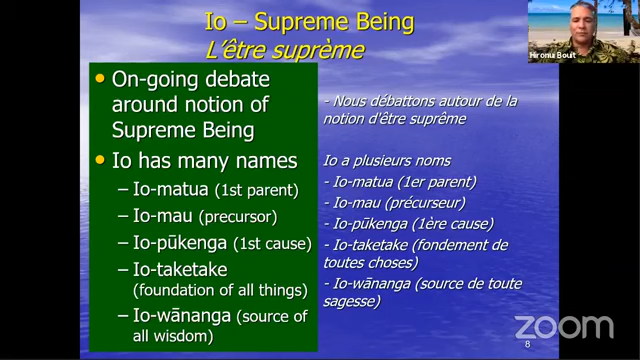 Io – Supreme Being
L´être suprème
• On-going debate
around notion of
Supreme Being
• Io has many names
– Io-matua (1st parent)
– Io-mau (precursor)
– Io-pūkenga (1st cause)
– Io-taketake
(foundation of all things)
– Io-wānanga (source of
all wisdom)
- Nous débattons autour de la
notion d'être suprême
Io a plusieurs noms
- Io-matua (1er parent)
- Io-mau (précurseur)
- Io-pūkenga (1ère cause)
- Io-taketake (fondement de
toutes choses)
- Io-wānanga (source de toute
sagesse)
Hironui Bouit
zoom
8